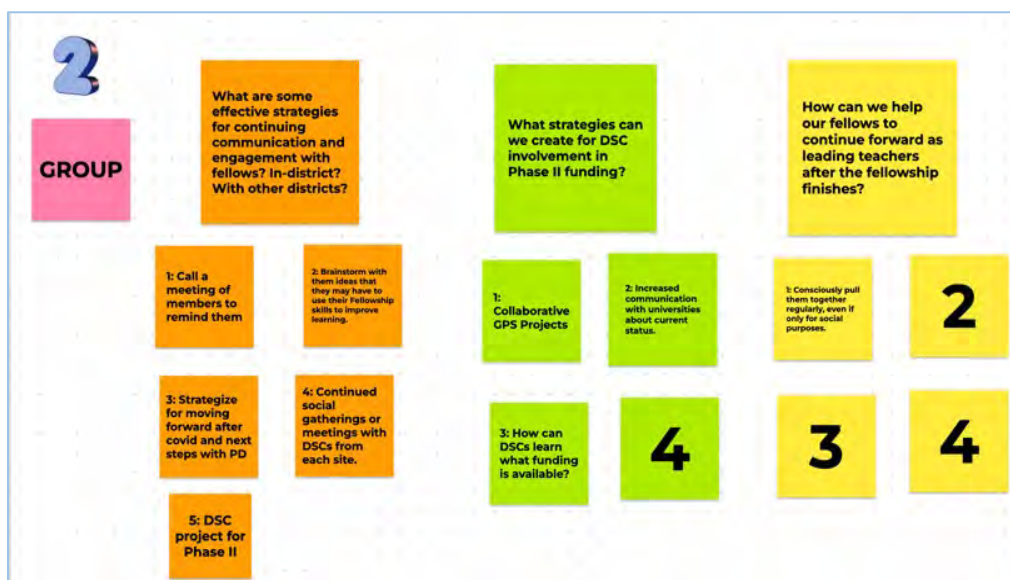 2
GROUP
What are some
effective strategies
for continuing
communication and
engagement with
fellows? In-district?
With other districts?
1: Call a
meeting of
members to
remind them
2: Brainstorm with
them ideas that
they may have to
use their Fellowship
skills to improve
learning.
3: Strategize
for moving
forward after
covid and next
steps with PD
4: Continued
social
gatherings or
meetings with
DSCs from
each site.
5: DSC
project for
Phase II
What strategies can
we create for DSC
involvement in
Phase II funding?
1:
Collaborative
GPS Projects
2: Increased
communication
with universities
about current
status.
3: How can
DSCs learn
what funding
is available?
4
How can we help
our fellows to
continue forward as
leading teachers
after the fellowship
finishes?
1: Consciously pull
them together
regularly, even if
only for social
purposes.
2
3
4